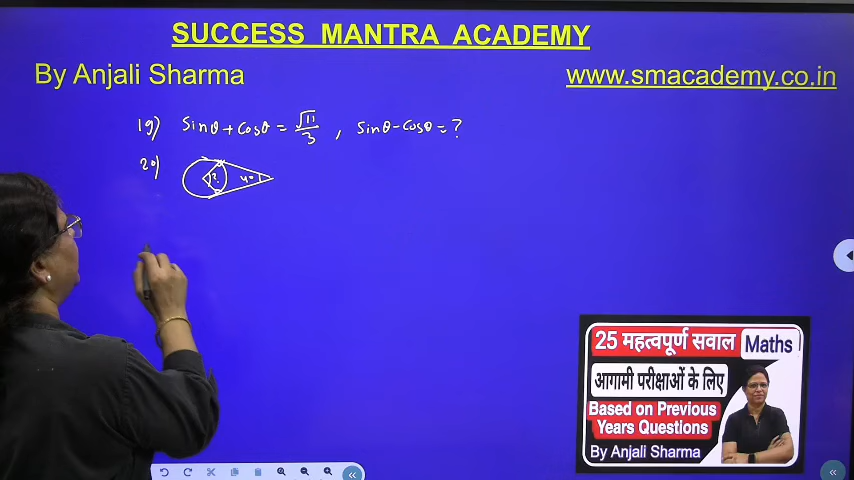 SUCCESS MANTRA ACADEMY
By Anjali Sharma
www.smacademy.co.in
19) Sinθ + Cosθ = √11/3 , Sinθ - Cosθ = ?
20)
?
40
25 महत्वपूर्ण सवाल Maths
आगामी परीक्षाओं के लिए
Based on Previous
Years Questions
By Anjali Sharma